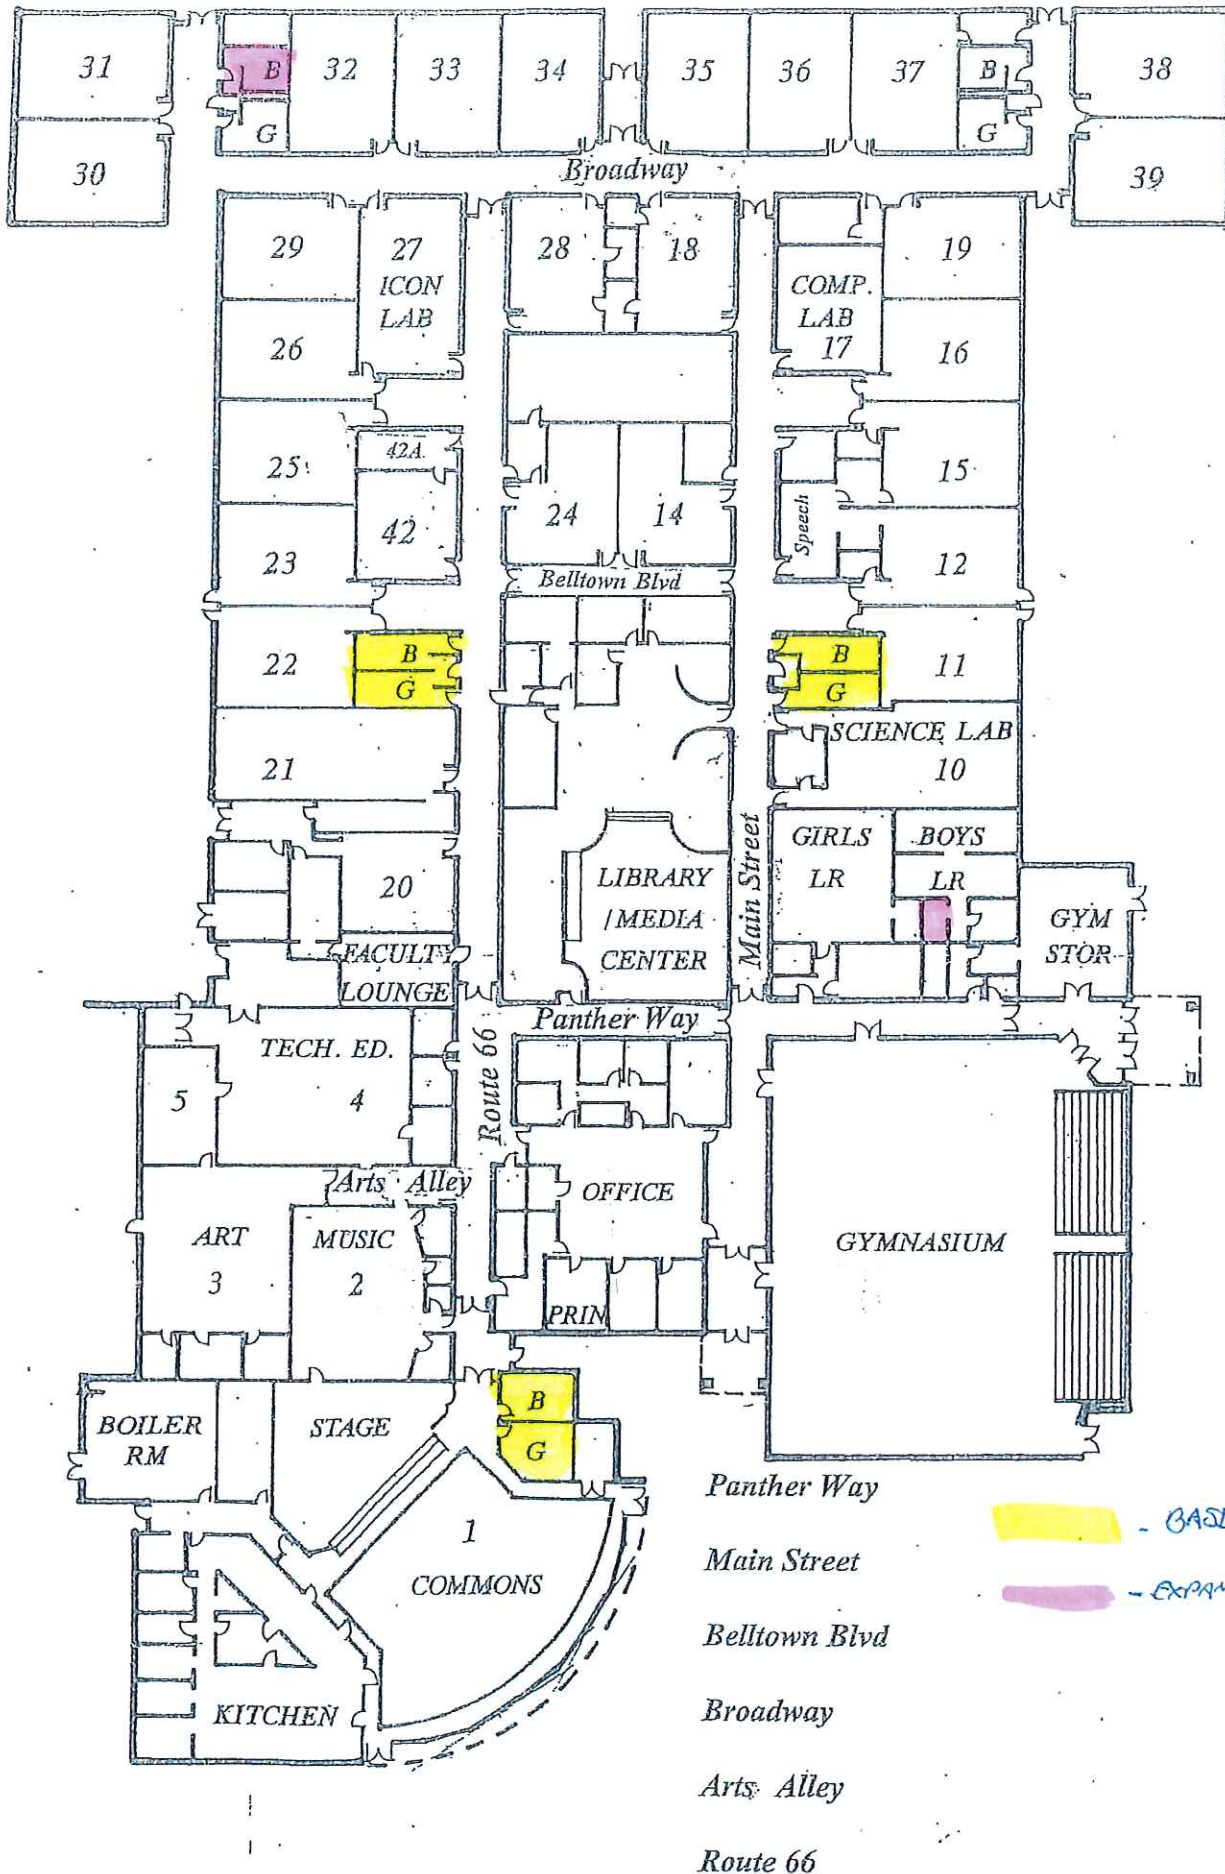 31
B
32
33
34
35
36
37
B
38
G
G
30
39
Broadway
29
27
ICON
LAB
28
18
COMP.
LAB
17
19
26
16
25
42A.
15
42
24
14
Speech
23
12
Belltown Blvd
22
B
G
B
G
11
SCIENCE LAB
10
21
GIRLS
LR
BOYS
LR
20
LIBRARY
/MEDIA
CENTER
Main Street
GYM
STOR
FACULTY
LOUNGE
Panther Way
TECH. ED.
4
5
Route 66
Arts Alley
OFFICE
ART
3
MUSIC
2
GYMNASIUM
PRIN
B
G
BOILER
RM
STAGE
1
COMMONS
KITCHEN
Panther Way
- BASE
Main Street
- EXPAN
Belltown Blvd
Broadway
Arts Alley
Route 66